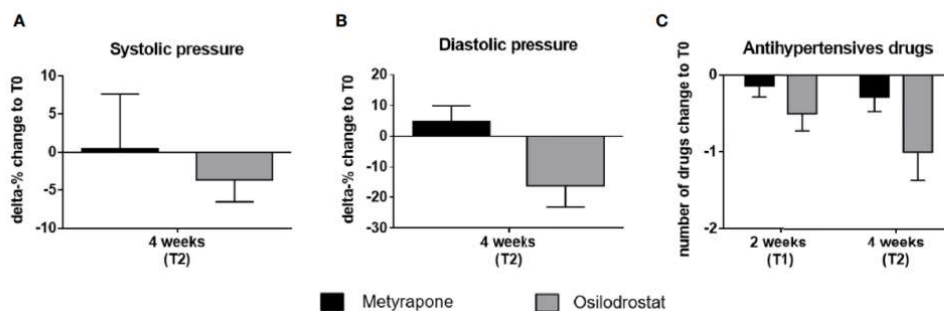 A
Systolic pressure
delta-% change to T0
10
5
0
-5
-10
4 weeks
(T2)
B
Diastolic pressure
delta-% change to T0
20
10
0
-10
-20
-30
4 weeks
(T2)
C
Antihypertensives drugs
number of drugs change to T0
0
-1
-2
2 weeks
(T1)
4 weeks
(T2)
Metyrapone
Osilodrostat